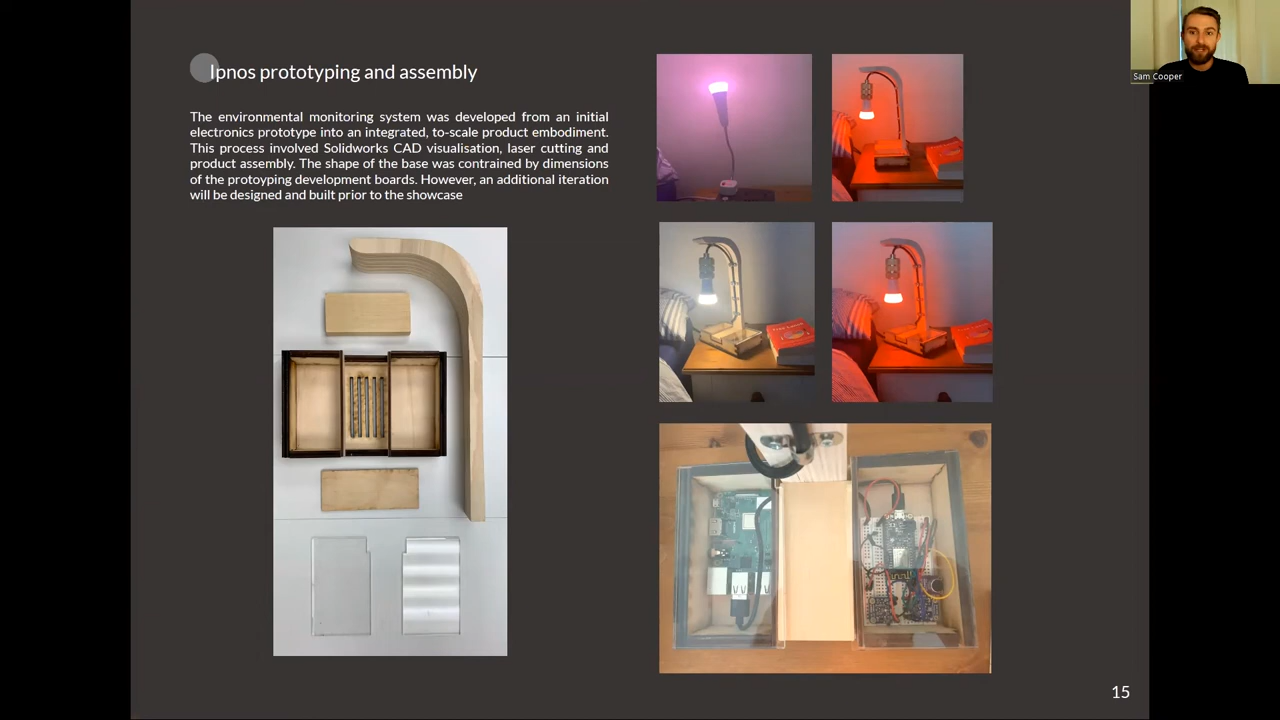 Ipnos prototyping and assembly
The environmental monitoring system was developed from an initial
electronics prototype into an integrated, to-scale product embodiment.
This process involved Solidworks CAD visualisation, laser cutting and
product assembly. The shape of the base was contrained by dimensions
of the protoyping development boards. However, an additional iteration
will be designed and built prior to the showcase
Sam Cooper
15